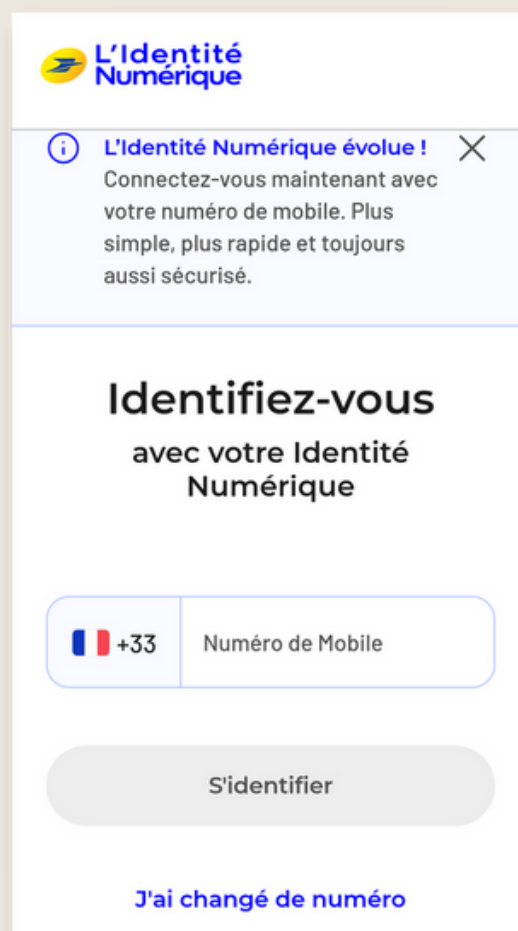 L'Identité
Numérique
L'Identité Numérique évolue !
Connectez-vous maintenant avec
votre numéro de mobile. Plus
simple, plus rapide et toujours
aussi sécurisé.
Identifiez-vous
avec votre Identité
Numérique
+33 Numéro de Mobile
S'identifier
J'ai changé de numéro